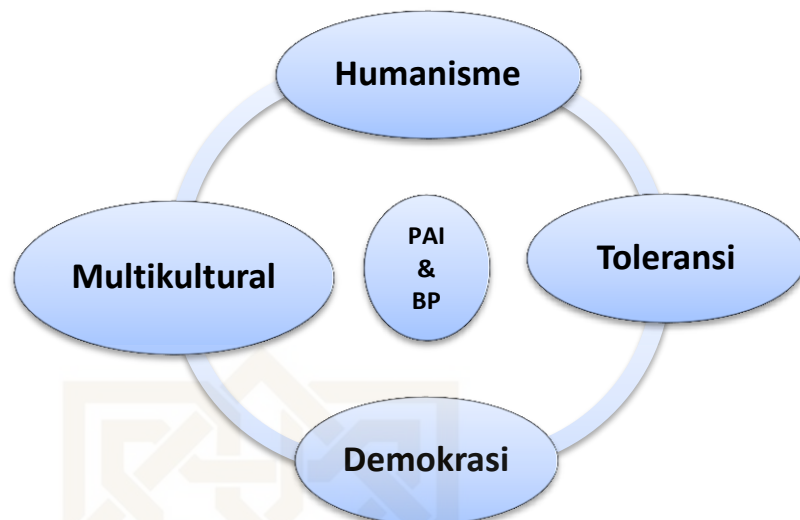 Humanisme
Multikultural
PAI
&
BP
Toleransi
Demokrasi